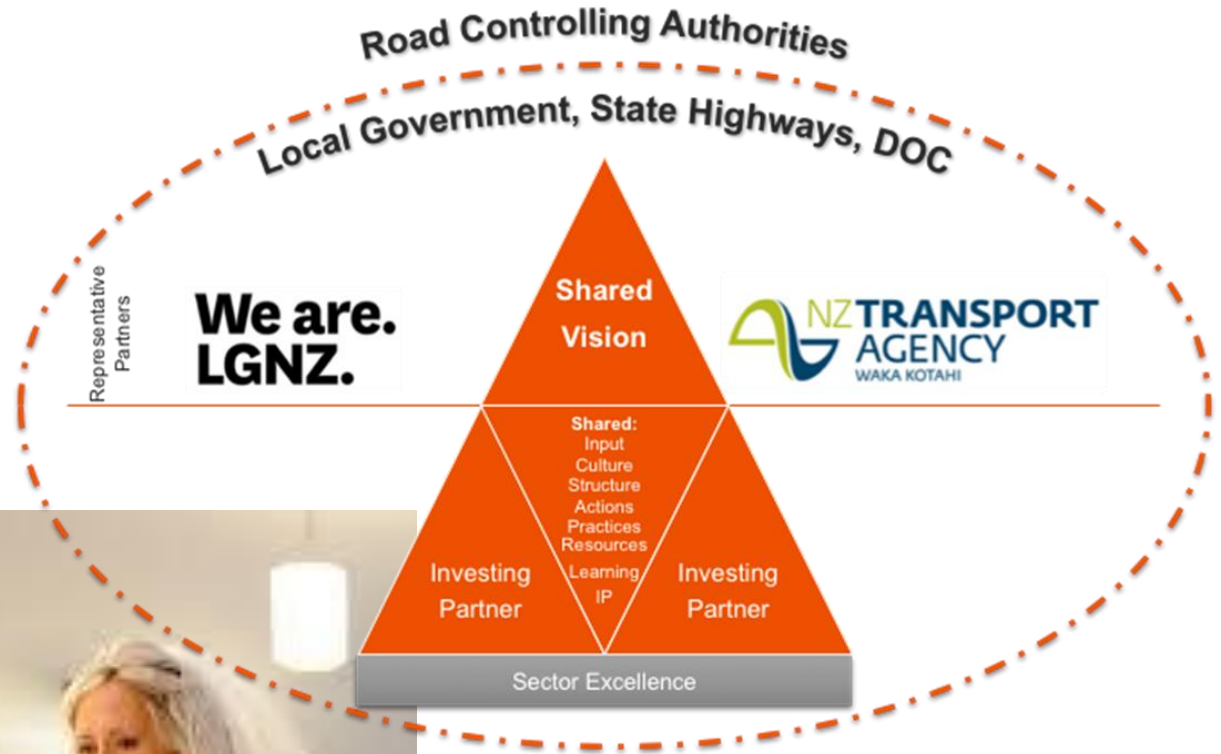 Road Controlling Authorities
Local Government, State Highways, DOC
Representative
Partners
We are.
LGNZ.
Shared
Vision
NZ TRANSPORT
AGENCY
WAKA KOTAHI
Shared:
Input
Culture
Structure
Actions
Practices
Resources
Learning
IP
Investing
Partner
Investing
Partner
Sector Excellence